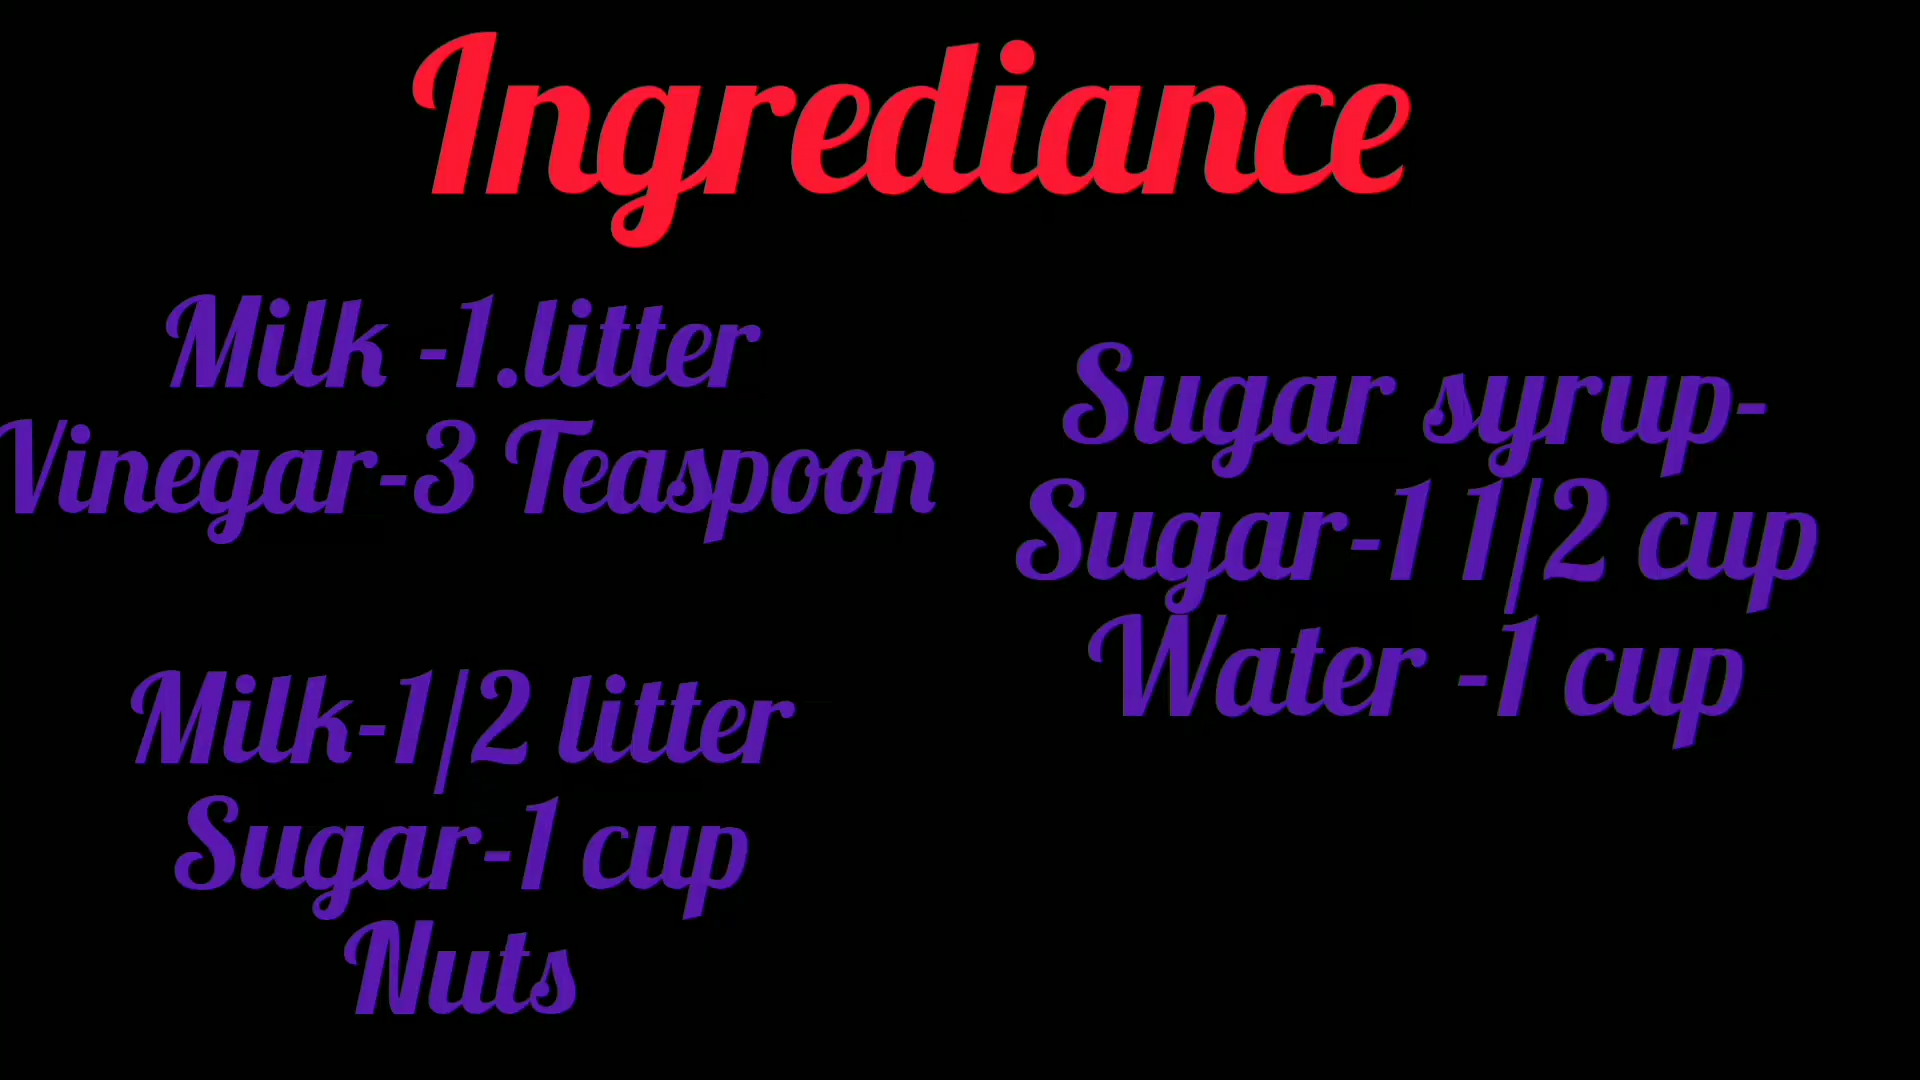 Ingrediance
Milk -1.litter
Vinegar-3 Teaspoon
Milk-1/2 litter
Sugar-1 cup
Nuts
Sugar syrup-
Sugar-1 1/2 cup
Water -1 cup